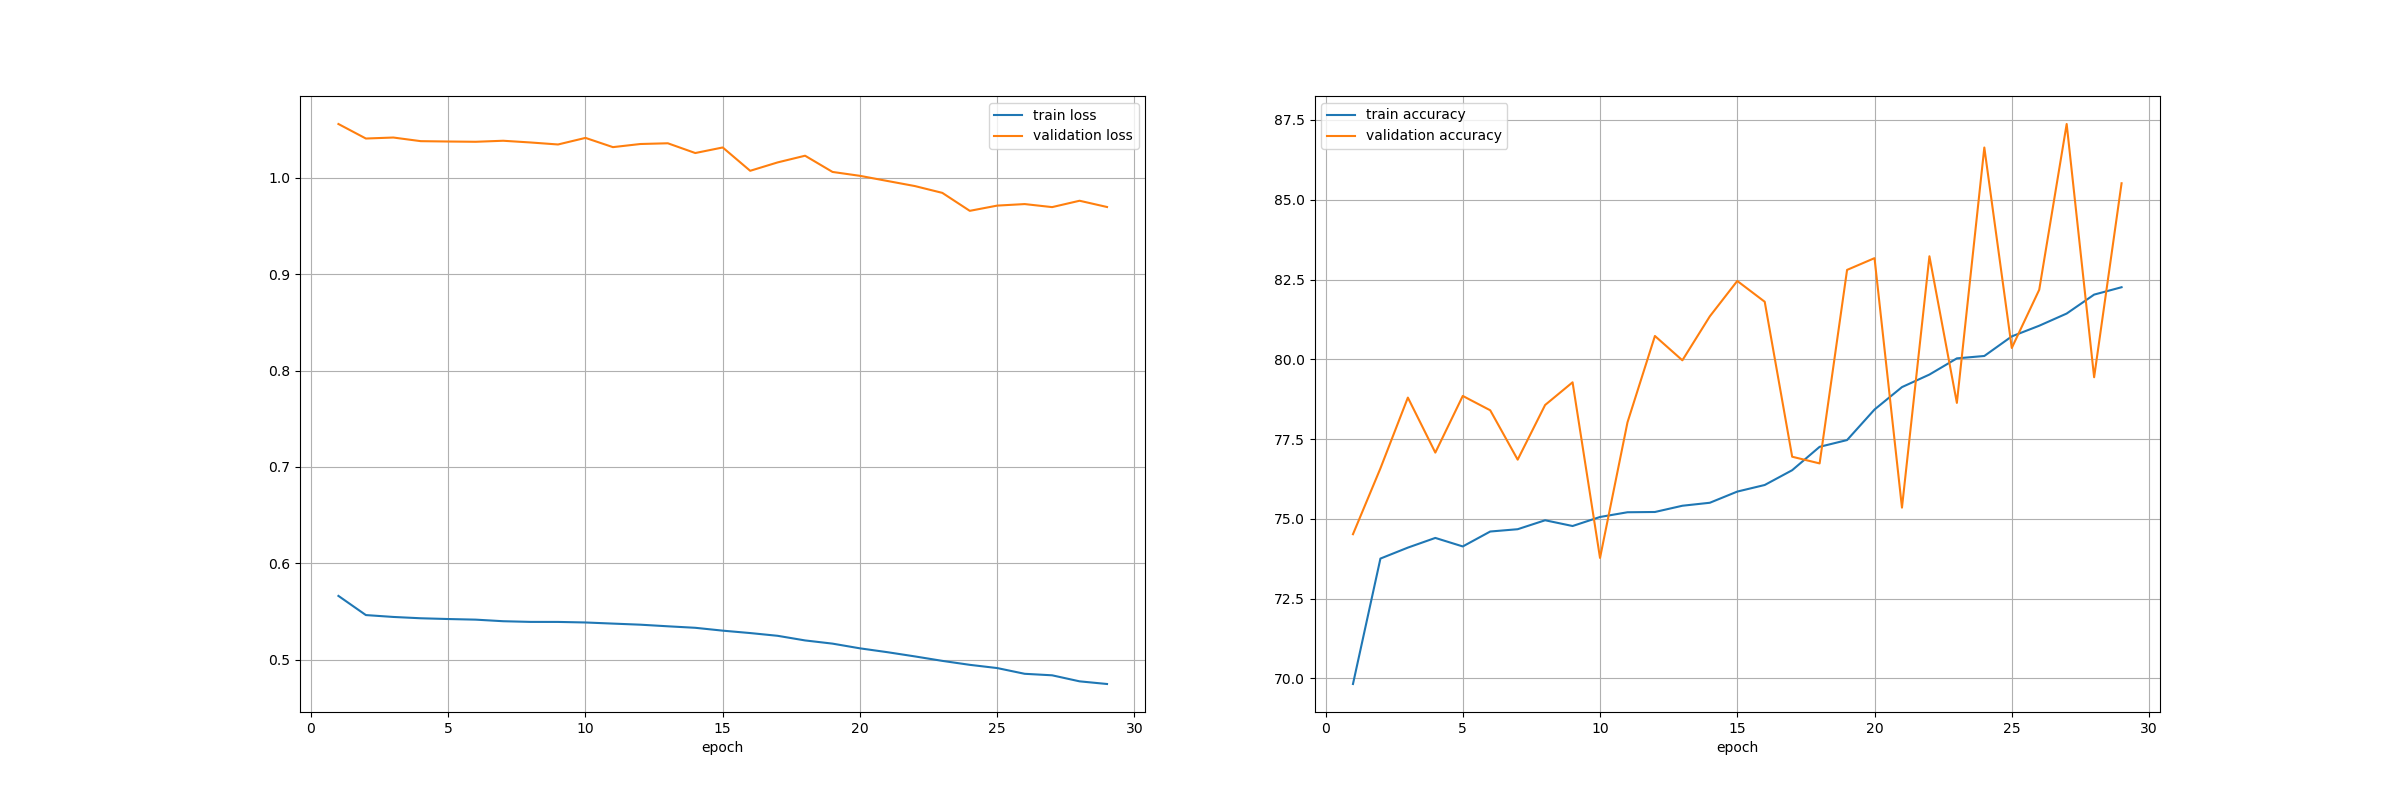 train loss
validation loss
1.0
0.9
0.8
0.7
0.6
0.5
0 5 10 15 20 25 30
epoch
train accuracy
validation accuracy
87.5
85.0
82.5
80.0
77.5
75.0
72.5
70.0
0 5 10 15 20 25 30
epoch